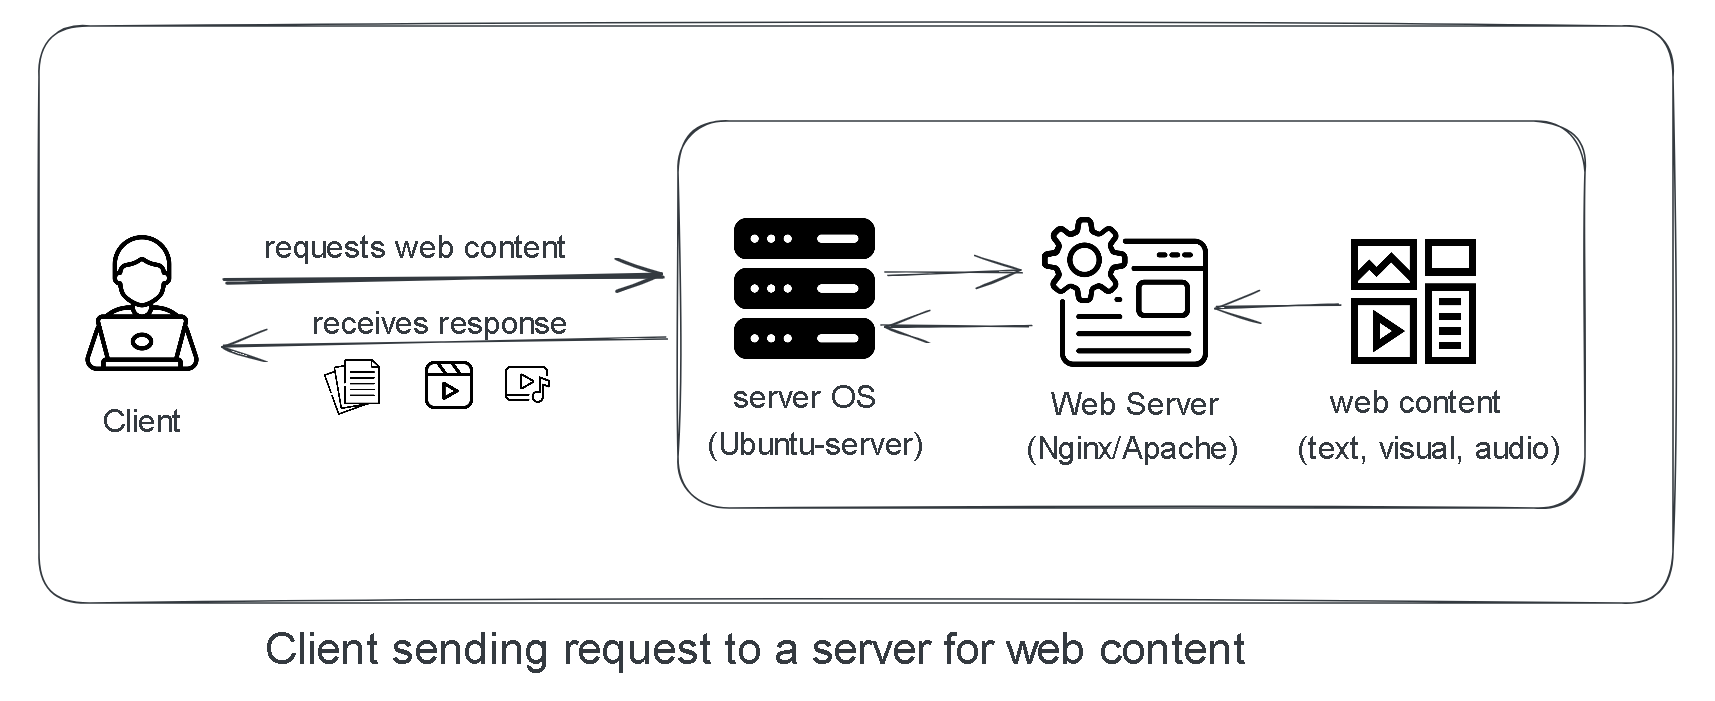 requests web content
receives response
Client
server OS
(Ubuntu-server)
Web Server
(Nginx/Apache)
web content
(text, visual, audio)
Client sending request to a server for web content